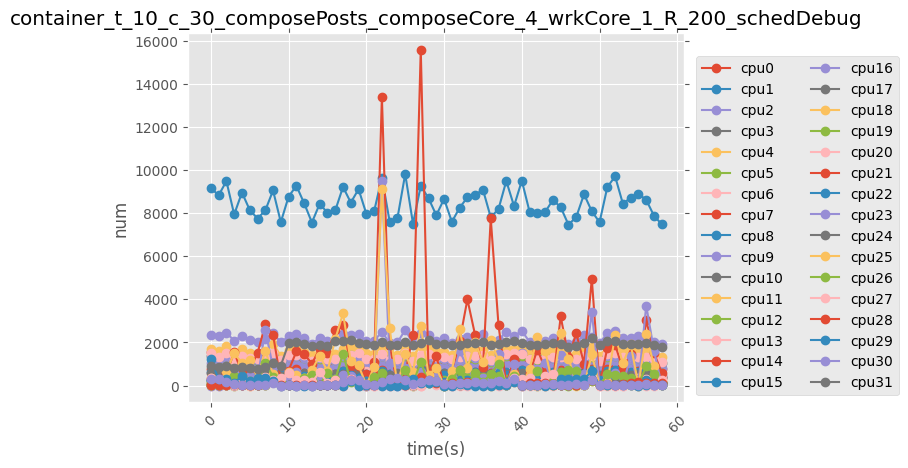 container_t_10_c_30_composePosts_composeCore_4_wrkCore_1_R_200_schedDebug
num
16000
14000
12000
10000
8000
6000
4000
2000
0
0 10 20 30 40 50 60
time(s)
cpu0 cpu16
cpu1 cpu17
cpu2 cpu18
cpu3 cpu19
cpu4 cpu20
cpu5 cpu21
cpu6 cpu22
cpu7 cpu23
cpu8 cpu24
cpu9 cpu25
cpu10 cpu26
cpu11 cpu27
cpu12 cpu28
cpu13 cpu29
cpu14 cpu30
cpu15 cpu31